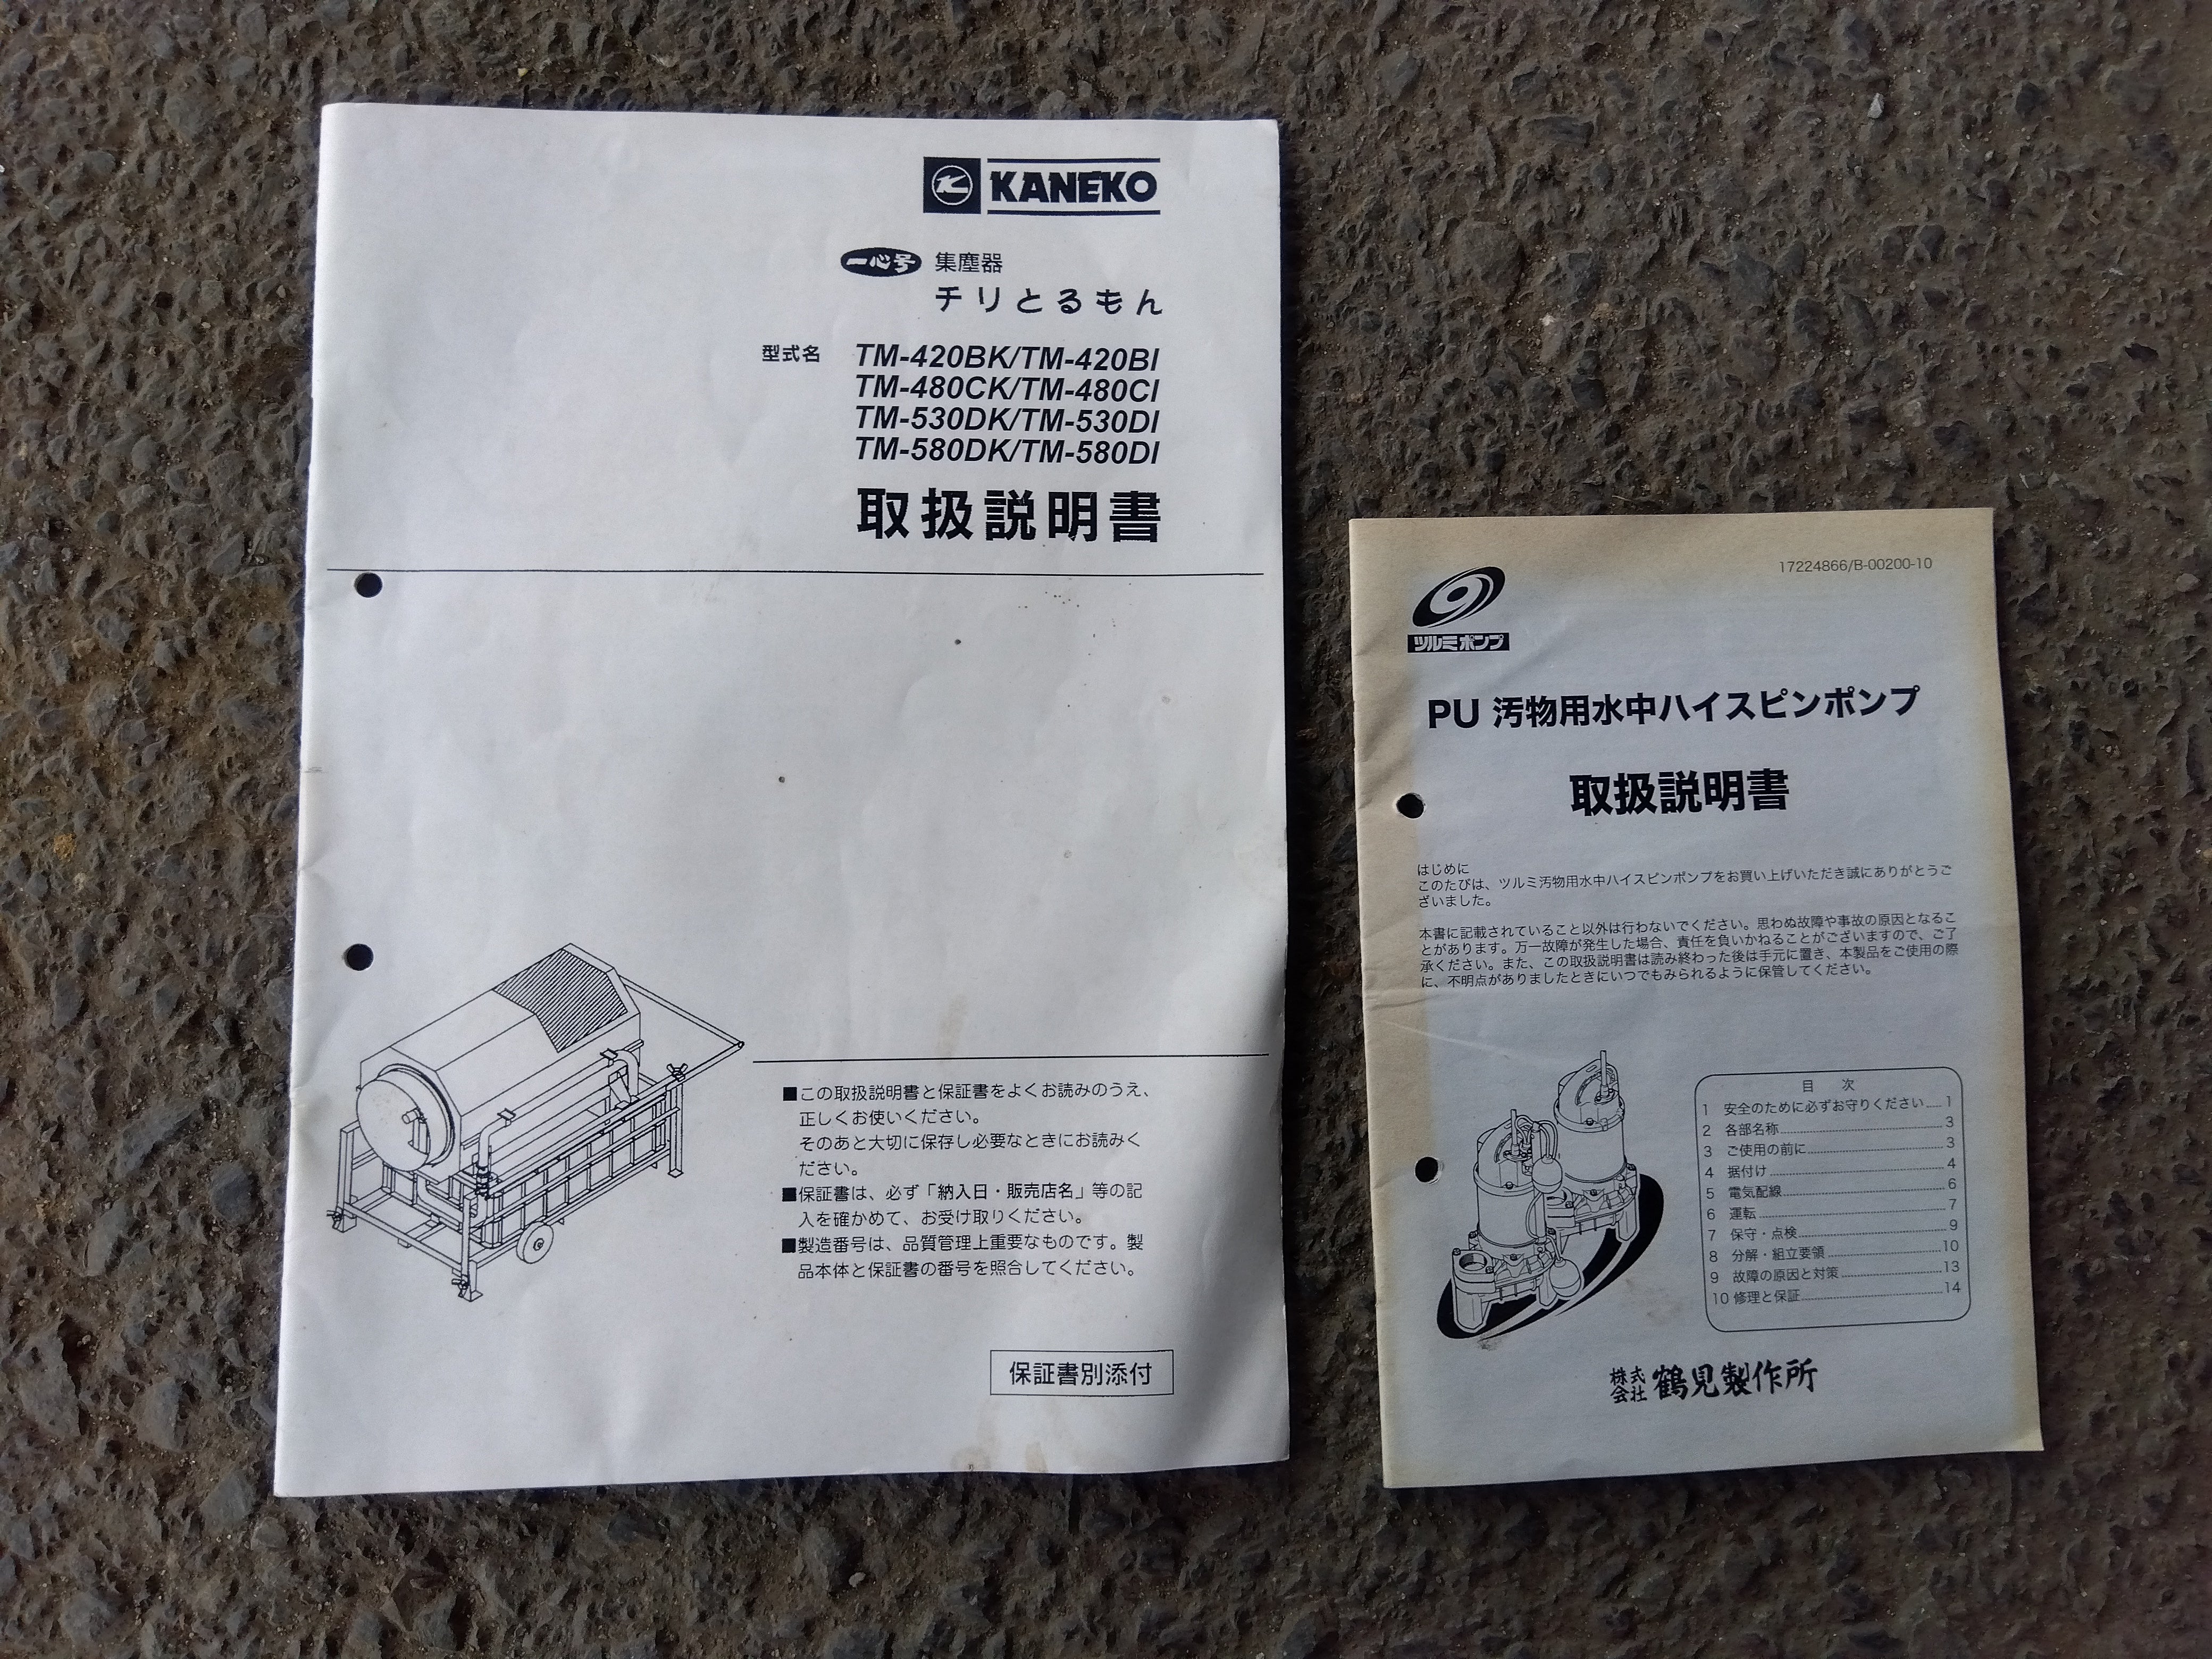 KANEKO
一心号 集塵器
チリとるもん
型式名 TM-420BK/TM-420BI
TM-480CK/TM-480CI
TM-530DK/TM-530DI
TM-580DK/TM-580DI
取扱説明書
■この取扱説明書と保証書をよくお読みのうえ、
正しくお使いください。
そのあと大切に保存し必要なときにお読みく
ださい。
■保証書は、必ず「納入日・販売店名」等の記
入を確かめて、お受け取りください。
■製造番号は、品質管理上重要なものです。製
品本体と保証書の番号を照合してください。
保証書別添付
17224866/B-00200-10
ツルミポンプ
PU 汚物用水中ハイスピンポンプ
取扱説明書
はじめに
このたびは、ツルミ汚物用水中ハイスピンポンプをお買い上げいただき誠にありがとうご
ざいました。
本書に記載されていること以外は行わないでください。思わぬ故障や事故の原因となるこ
とがあります。万一故障が発生した場合、責任を負いかねることがございますので、ご了
承ください。また、この取扱説明書は読み終わった後は手元に置き、本製品をご使用の際
に、不明点がありましたときにいつでもみられるように保管してください。
目 次
1 安全のために必ずお守りください.....1
2 各部名称.....3
3 ご使用の前に.....3
4 据付け.....4
5 電気配線.....6
6 運転.....7
7 保守・点検.....9
8 分解・組立要領.....10
9 故障の原因と対策.....13
10 修理と保証.....14
株式会社 鶴見製作所